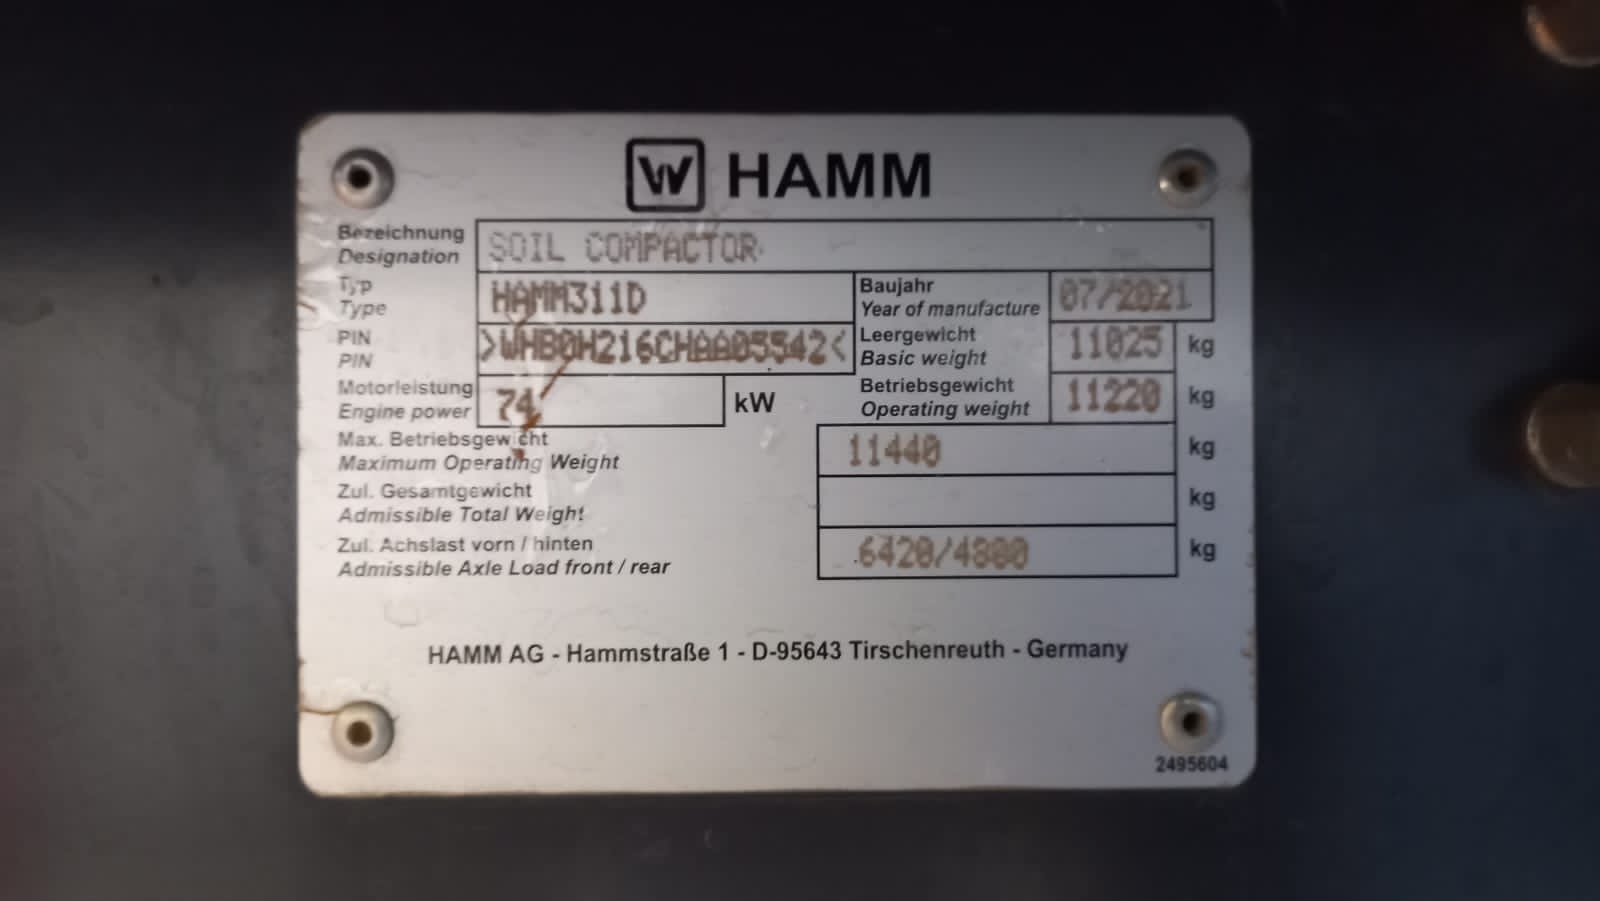 W HAMM
Bezeichnung
Designation
SOIL COMPACTOR
Typ
Type
HAMM311D
Baujahr
Year of manufacture
07/2021
PIN
PIN
>WHB0H216CHAA05542<
Leergewicht
Basic weight
11025 kg
Motorleistung
Engine power
74 kW
Betriebsgewicht
Operating weight
11220 kg
Max. Betriebsgewicht
Maximum Operating Weight
11440 kg
Zul. Gesamtgewicht
Admissible Total Weight
kg
Zul. Achslast vorn / hinten
Admissible Axle Load front / rear
6420/4800 kg
HAMM AG - Hammstraße 1 - D-95643 Tirschenreuth - Germany
2495604